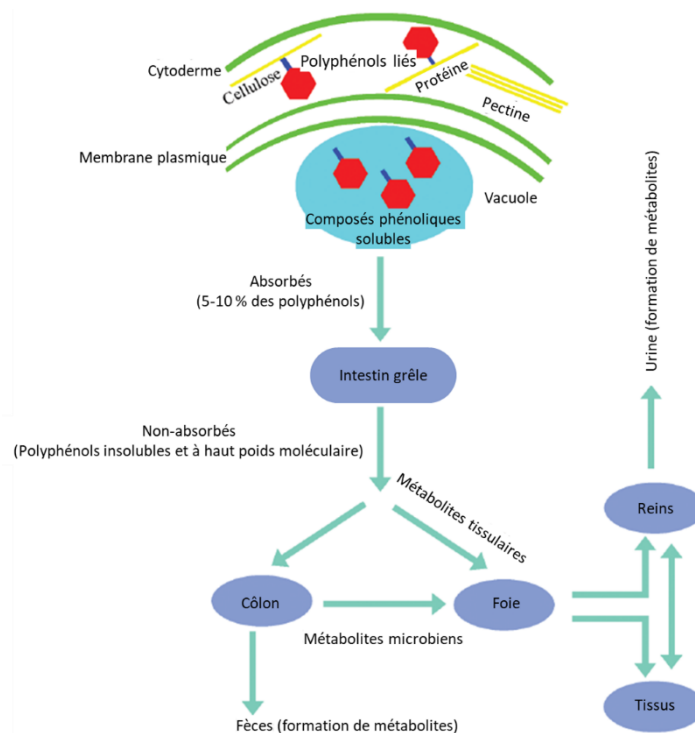 Cytoderme
Cellulose
Polyphénols liés
Protéine
Pectine
Membrane plasmique
Vacuole
Composés phénoliques
solubles
Absorbés
(5-10 % des polyphénols)
Intestin grêle
Non-absorbés
(Polyphénols insolubles et à haut poids moléculaire)
Métabolites tissulaires
Urine (formation de métabolites)
Reins
Côlon
Foie
Métabolites microbiens
Tissus
Fèces (formation de métabolites)